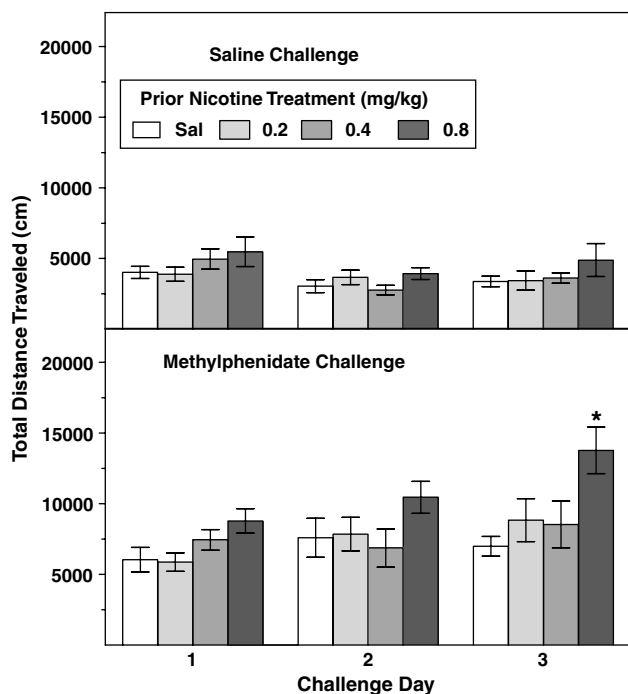 20000
Saline Challenge
Prior Nicotine Treatment (mg/kg)
Sal 0.2 0.4 0.8
15000
10000
5000
Total Distance Traveled (cm)
20000
Methylphenidate Challenge
15000
*
10000
5000
1 2 3
Challenge Day